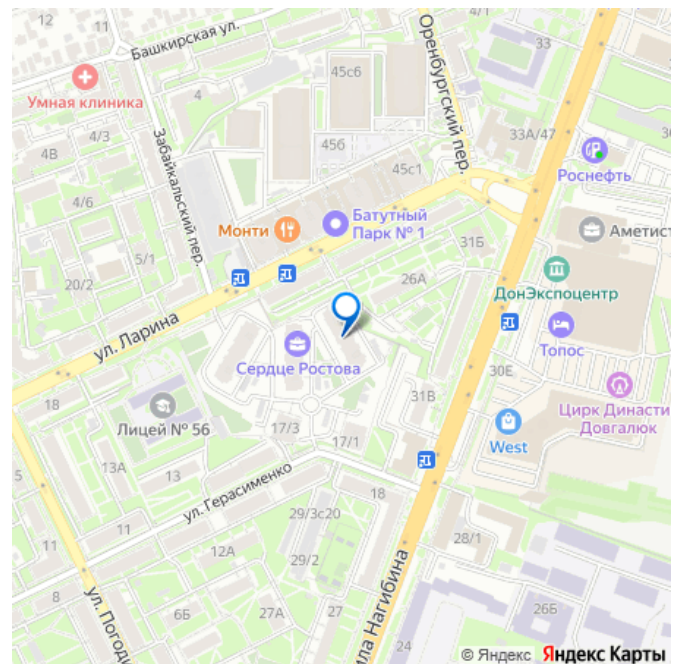 12
11
Башкирская ул.
Умная клиника
4/3
4В
4
45с6
Оренбургский пер.
4/1
33
33А/47
Роснефть
Забайкальский пер.
45б
45с1
4/6
Монти
Батутный
Парк № 1
31Б
Аметист
5/1
20/2
26А
ДонЭкспоцентр
ул. Ларина
Сердце Ростова
Топос
30Е
18
Лицей № 56
31В
Цирк Династи
Довгалюк
17/3
West
17/1
13А
13
5
ул. Герасименко
18
11
29/3с20
28/1
12А
29/2
8
ул. Погоди
6Б
27А
27
ила Нагибина
26Б
24
© Яндекс Яндекс Карты